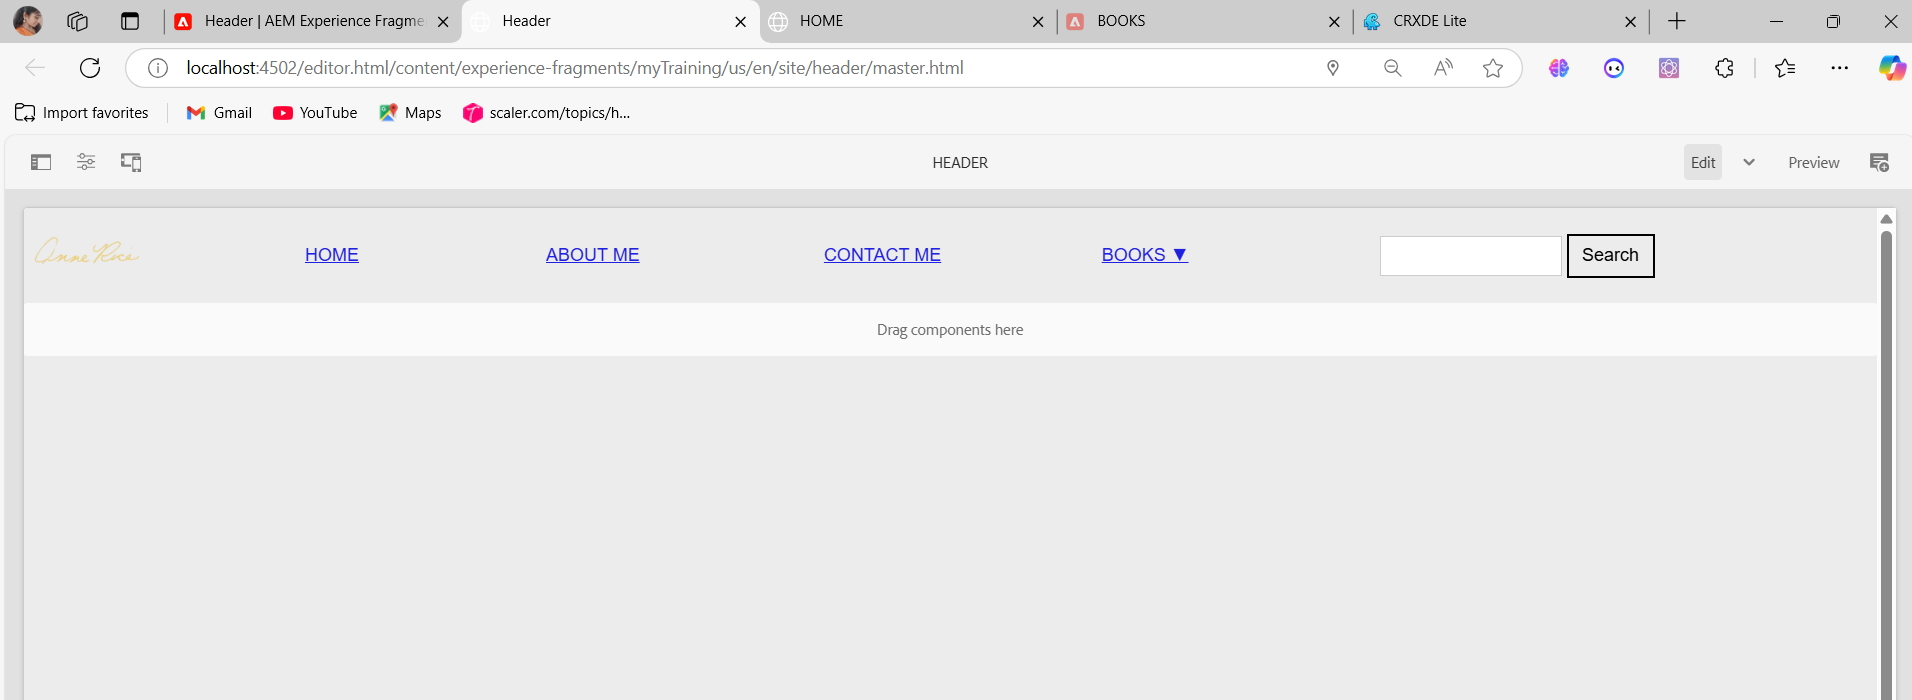 Header | AEM Experience Fragme
Header
HOME
BOOKS
CRXDE Lite
localhost:4502/editor.html/content/experience-fragments/myTraining/us/en/site/header/master.html
Import favorites
Gmail
YouTube
Maps
scaler.com/topics/h...
HEADER
Edit
Preview
Anne Rice
HOME
ABOUT ME
CONTACT ME
BOOKS ▼
Search
Drag components here